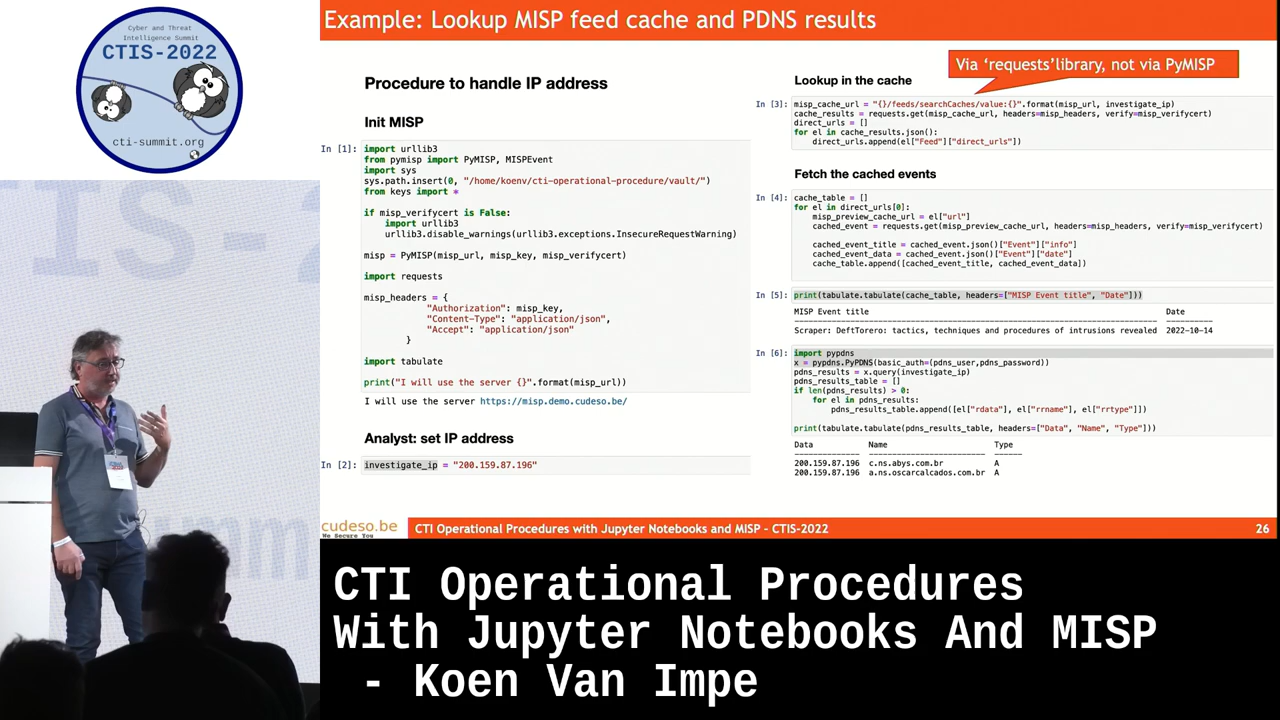 Cyber and Threat
Intelligence Summit
CTIS-2022
cti-summit.org
Example: Lookup MISP feed cache and PDNS results
Via ‘requests’library, not via PyMISP
Procedure to handle IP address
Init MISP
In [1]: import urllib3
from pymisp import PyMISP, MISPEvent
import sys
sys.path.insert(0, "/home/koenv/cti-operational-procedure/vault/")
from keys import *
if misp_verifycert is False:
import urllib3
urllib3.disable_warnings(urllib3.exceptions.InsecureRequestWarning)
misp = PyMISP(misp_url, misp_key, misp_verifycert)
import requests
misp_headers = {
"Authorization": misp_key,
"Content-Type": "application/json",
"Accept": "application/json"
}
import tabulate
print("I will use the server {}".format(misp_url))
I will use the server https://misp.demo.cudeso.be/
Analyst: set IP address
In [2]: investigate_ip = "200.159.87.196"
Lookup in the cache
In [3]: misp_cache_url = "{}/feeds/searchCaches/value:{}".format(misp_url, investigate_ip)
cache_results = requests.get(misp_cache_url, headers=misp_headers, verify=misp_verifycert)
direct_urls = []
for el in cache_results.json():
direct_urls.append(el["Feed"]["direct_urls"])
Fetch the cached events
In [4]: cache_table = []
for el in direct_urls[0]:
misp_preview_cache_url = el["url"]
cached_event = requests.get(misp_preview_cache_url, headers=misp_headers, verify=misp_verifycert)
cached_event_title = cached_event.json()["Event"]["info"]
cached_event_data = cached_event.json()["Event"]["date"]
cache_table.append([cached_event_title, cached_event_data])
In [5]: print(tabulate.tabulate(cache_table, headers=["MISP Event title", "Date"]))
MISP Event title Date
Scraper: DeftTorero: tactics, techniques and procedures of intrusions revealed 2022-10-14
In [6]: import pypdns
x = pypdns.PyPDNS(basic_auth=(pdns_user,pdns_password))
pdns_results = x.query(investigate_ip)
pdns_results_table = []
if len(pdns_results) > 0:
for el in pdns_results:
pdns_results_table.append([el["rdata"], el["rrname"], el["rrtype"]])
print(tabulate.tabulate(pdns_results_table, headers=["Data", "Name", "Type"]))
Data Name Type
200.159.87.196 c.ns.abys.com.br A
200.159.87.196 a.ns.oscarcalcados.com.br A
cudeso.be
We Secure You
CTI Operational Procedures with Jupyter Notebooks and MISP - CTIS-2022
26
CTI Operational Procedures
With Jupyter Notebooks And MISP
- Koen Van Impe